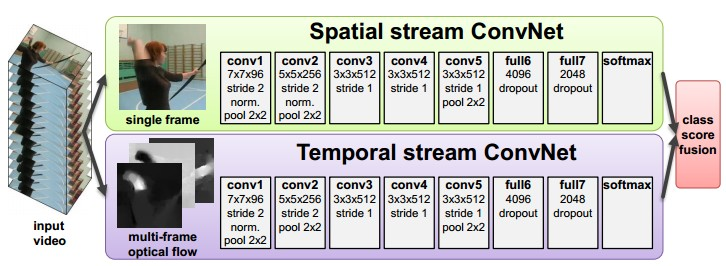 Spatial stream ConvNet
conv1
7x7x96
stride 2
norm.
pool 2x2
conv2
5x5x256
stride 2
norm.
pool 2x2
conv3
3x3x512
stride 1
conv4
3x3x512
stride 1
conv5
3x3x512
stride 1
pool 2x2
full6
4096
dropout
full7
2048
dropout
softmax
single frame
Temporal stream ConvNet
conv1
7x7x96
stride 2
norm.
pool 2x2
conv2
5x5x256
stride 2
pool 2x2
conv3
3x3x512
stride 1
conv4
3x3x512
stride 1
conv5
3x3x512
stride 1
pool 2x2
full6
4096
dropout
full7
2048
dropout
softmax
multi-frame
optical flow
input
video
class
score
fusion